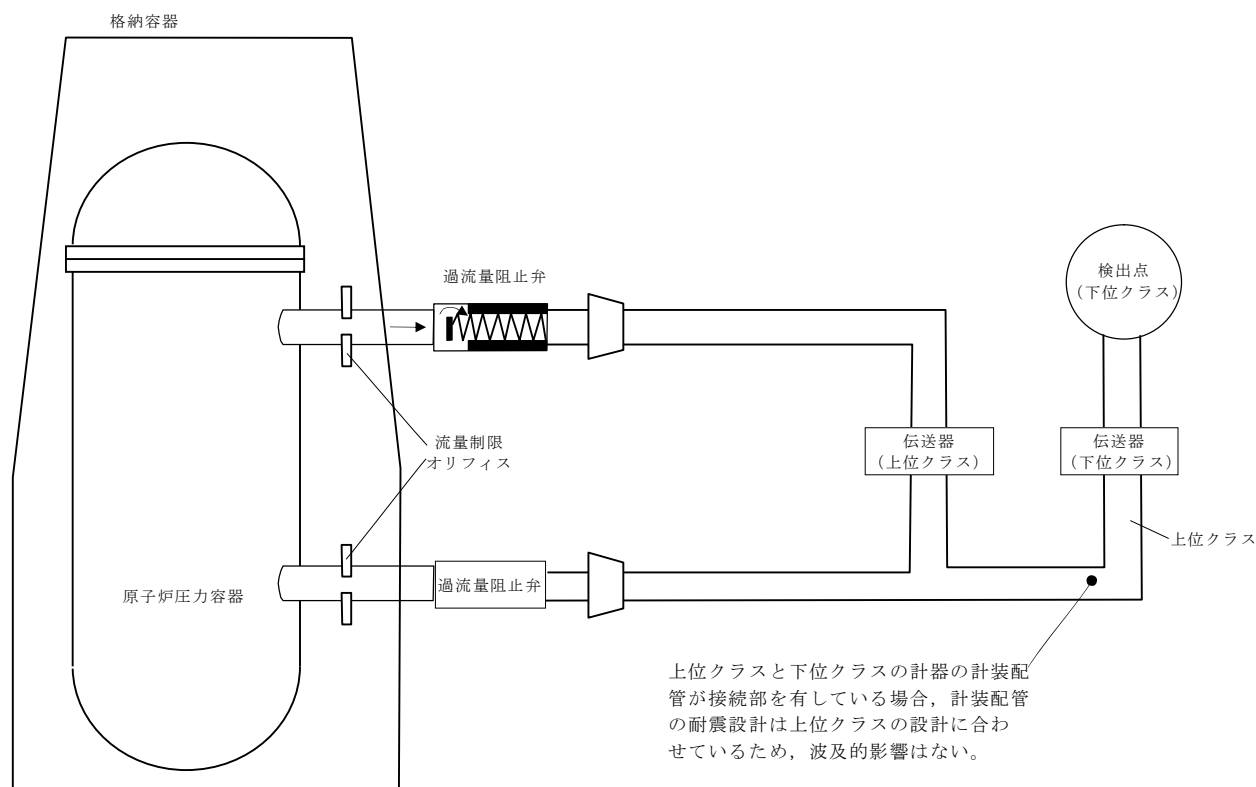 格納容器
過流量阻止弁
検出点
（下位クラス）
流量制限
オリフィス
伝送器
（上位クラス）
伝送器
（下位クラス）
上位クラス
過流量阻止弁
原子炉圧力容器
上位クラスと下位クラスの計器の計装配
管が接続部を有している場合，計装配管
の耐震設計は上位クラスの設計に合わ
せているため，波及的影響はない。